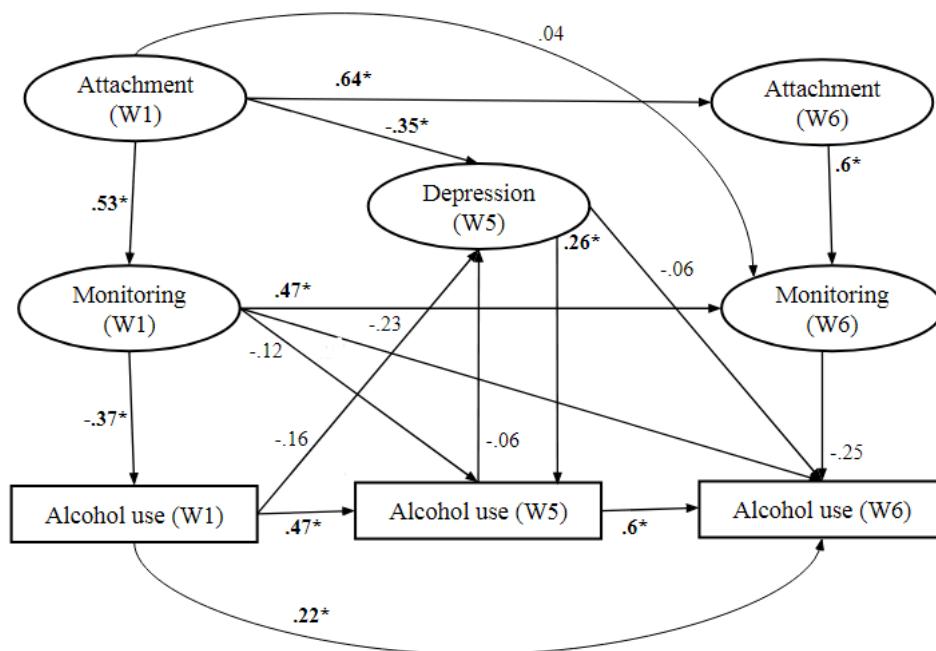 .04
Attachment
(W1)
.64*
Attachment
(W6)
-.35*
.6*
.53*
Depression
(W5)
.26*
-.06
Monitoring
(W1)
.47*
Monitoring
(W6)
-.23
-.12
-.37*
-.16
-.06
-.25
Alcohol use (W1)
.47*
Alcohol use (W5)
.6*
Alcohol use (W6)
.22*